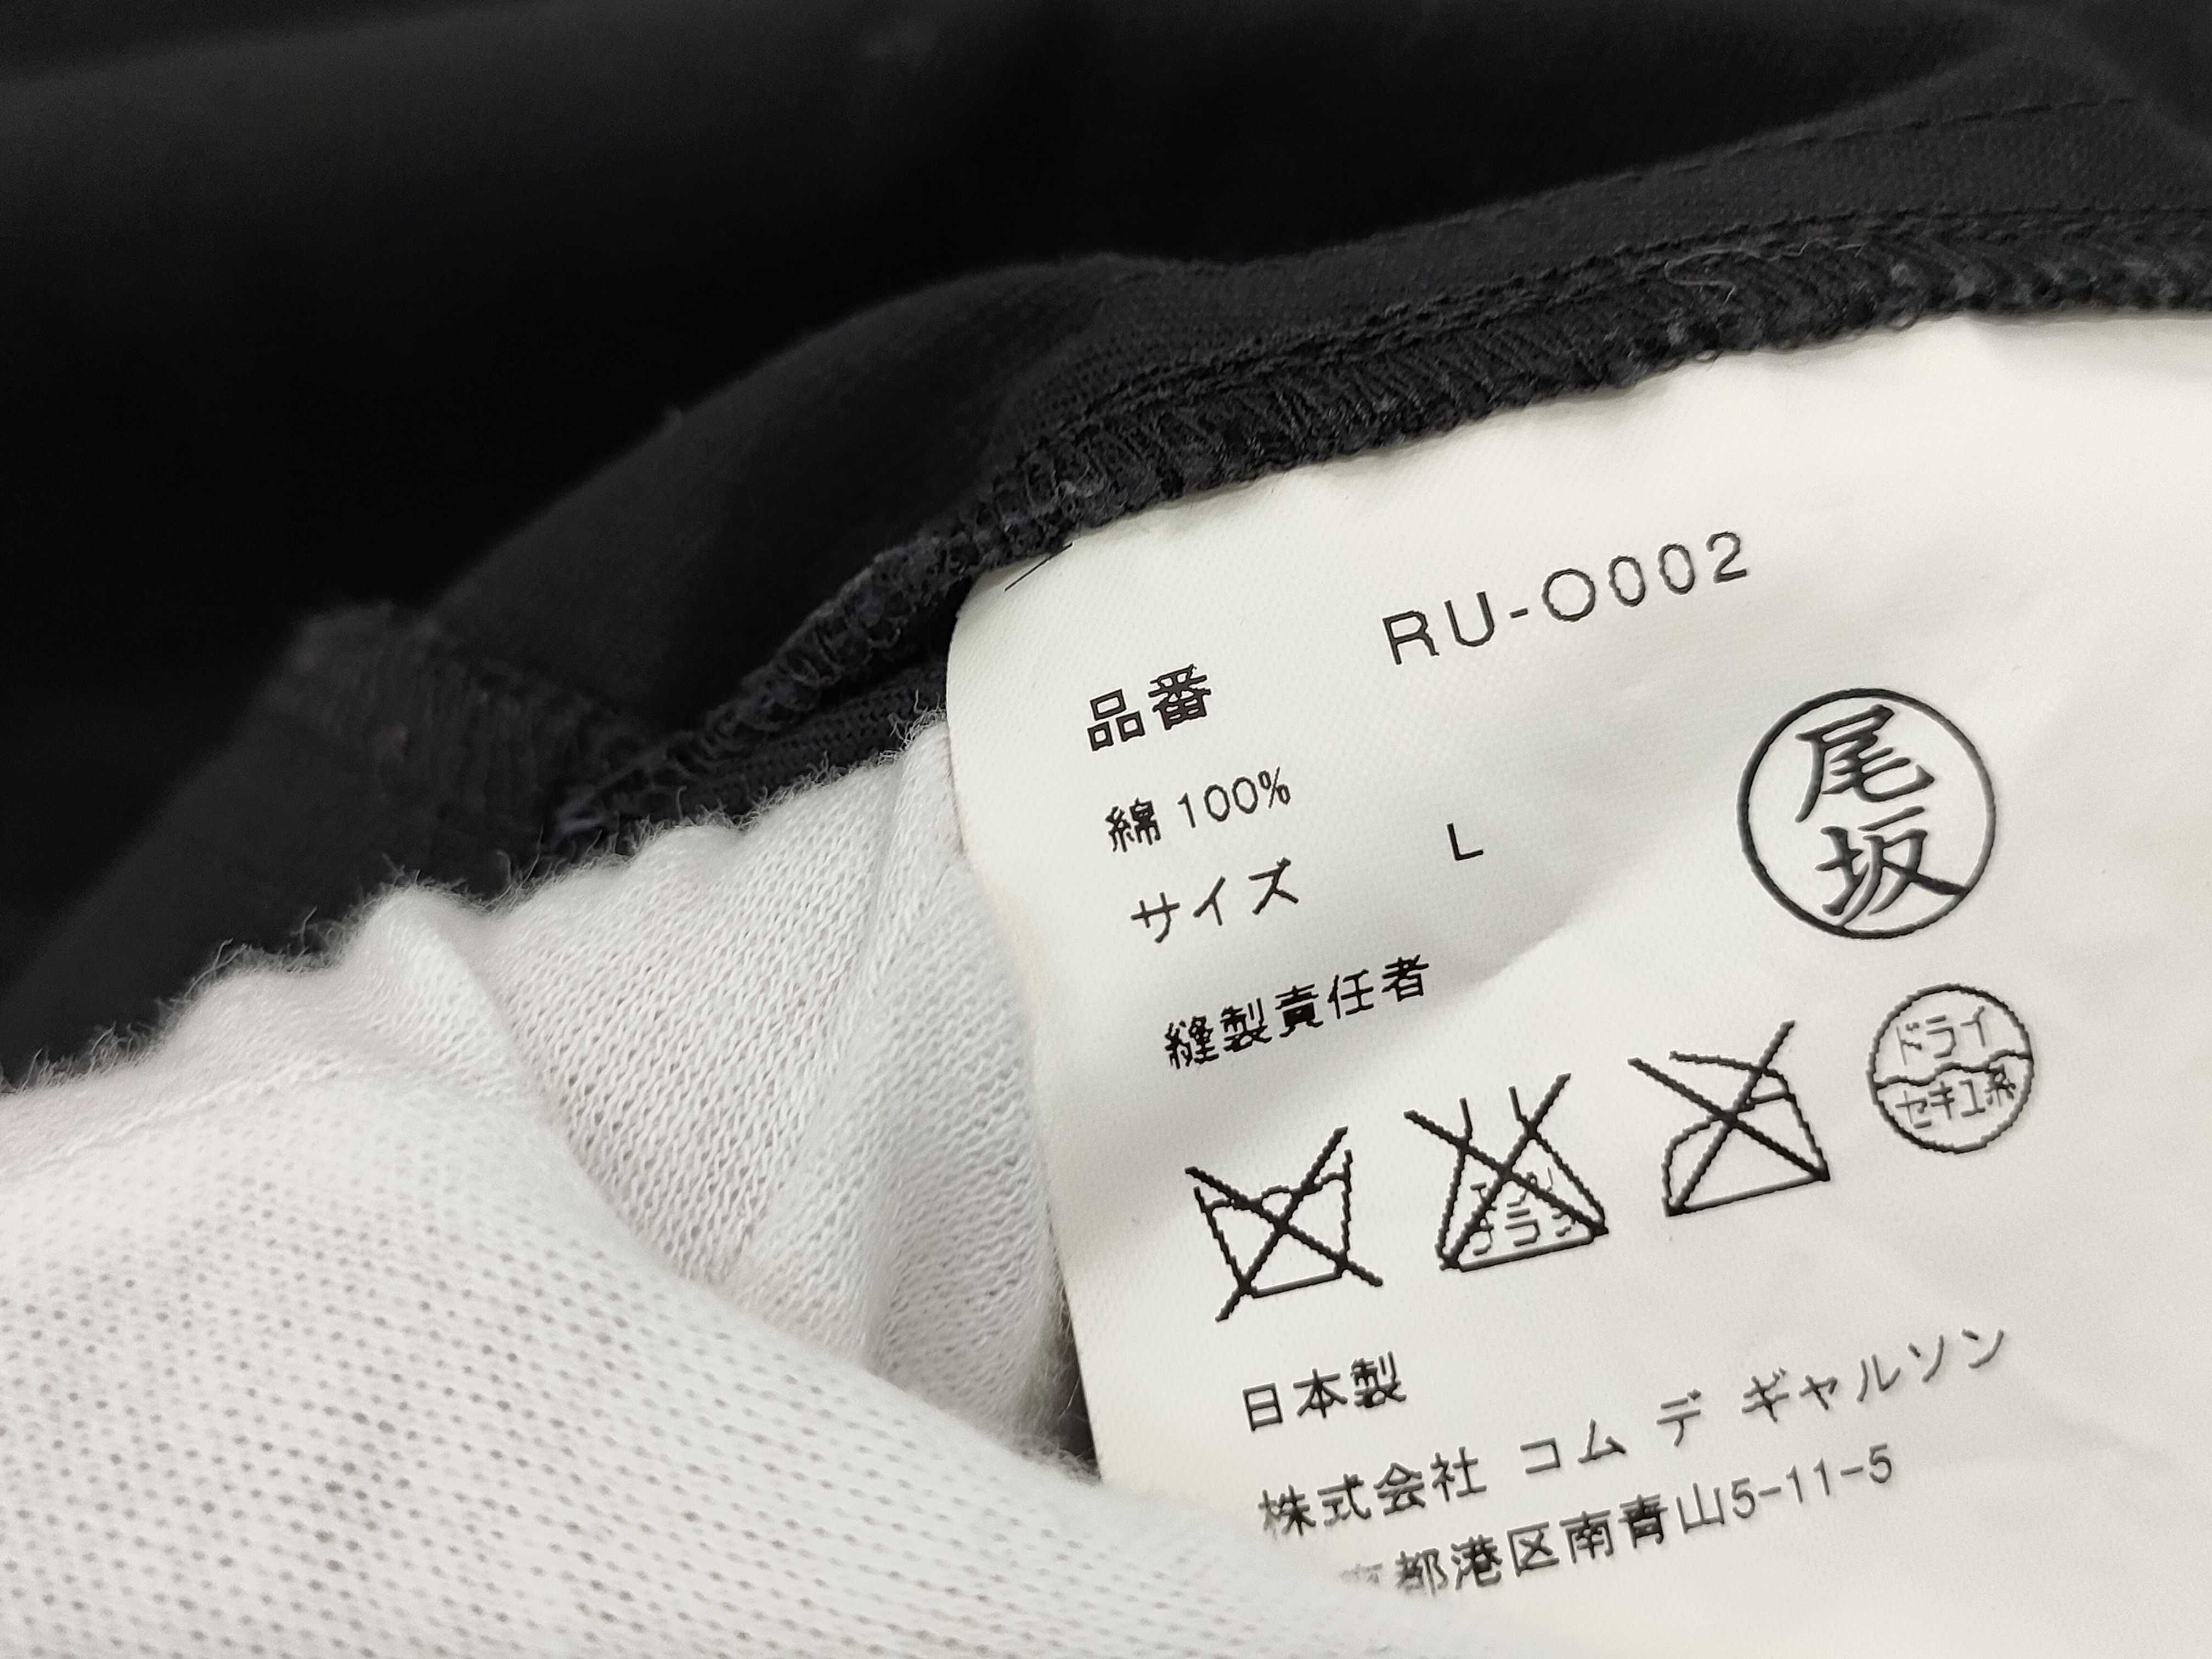 品番 RU-O002
綿 100%
サイズ L
尾
坂
縫製責任者
ドライ
セキユ系
日本製
株式会社 コム デ ギャルソン
都港区南青山5-11-5